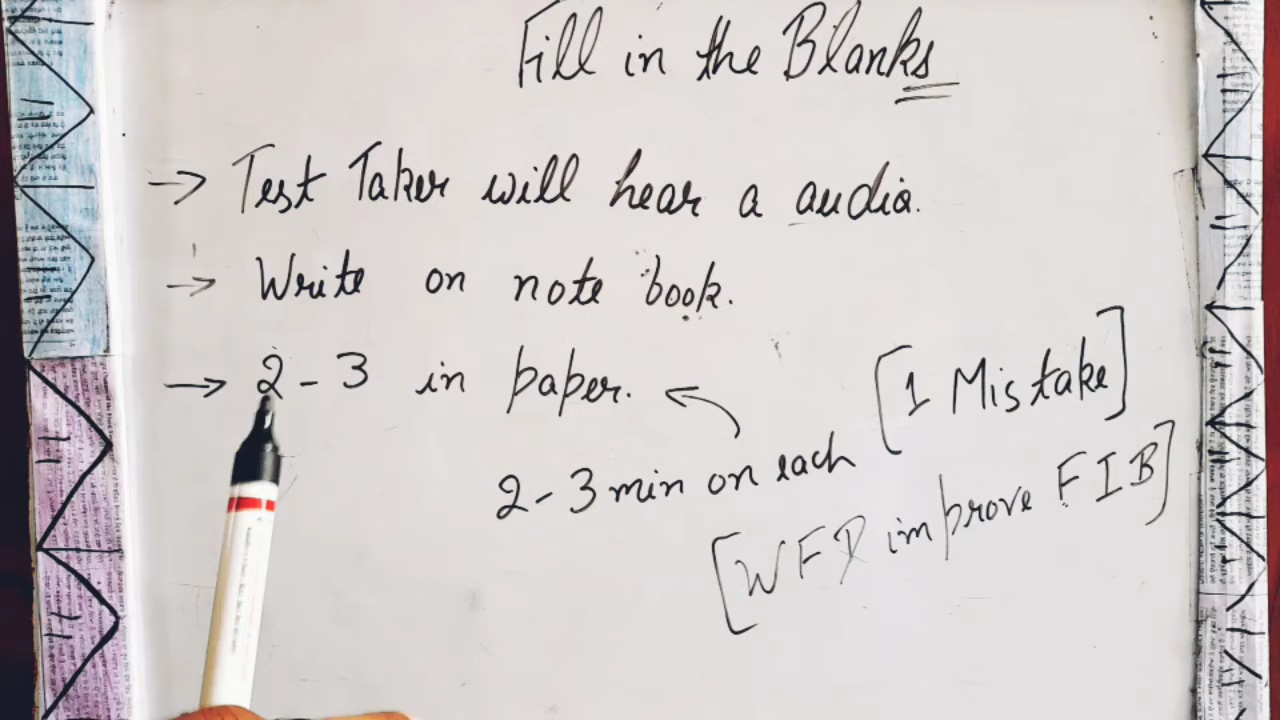 Fill in the Blanks
→ Test Taker will hear a audio.
→ Write on note book.
→ 2-3 in paper.
[1 Mistake]
2-3 min on each
[WFD improve FIB]